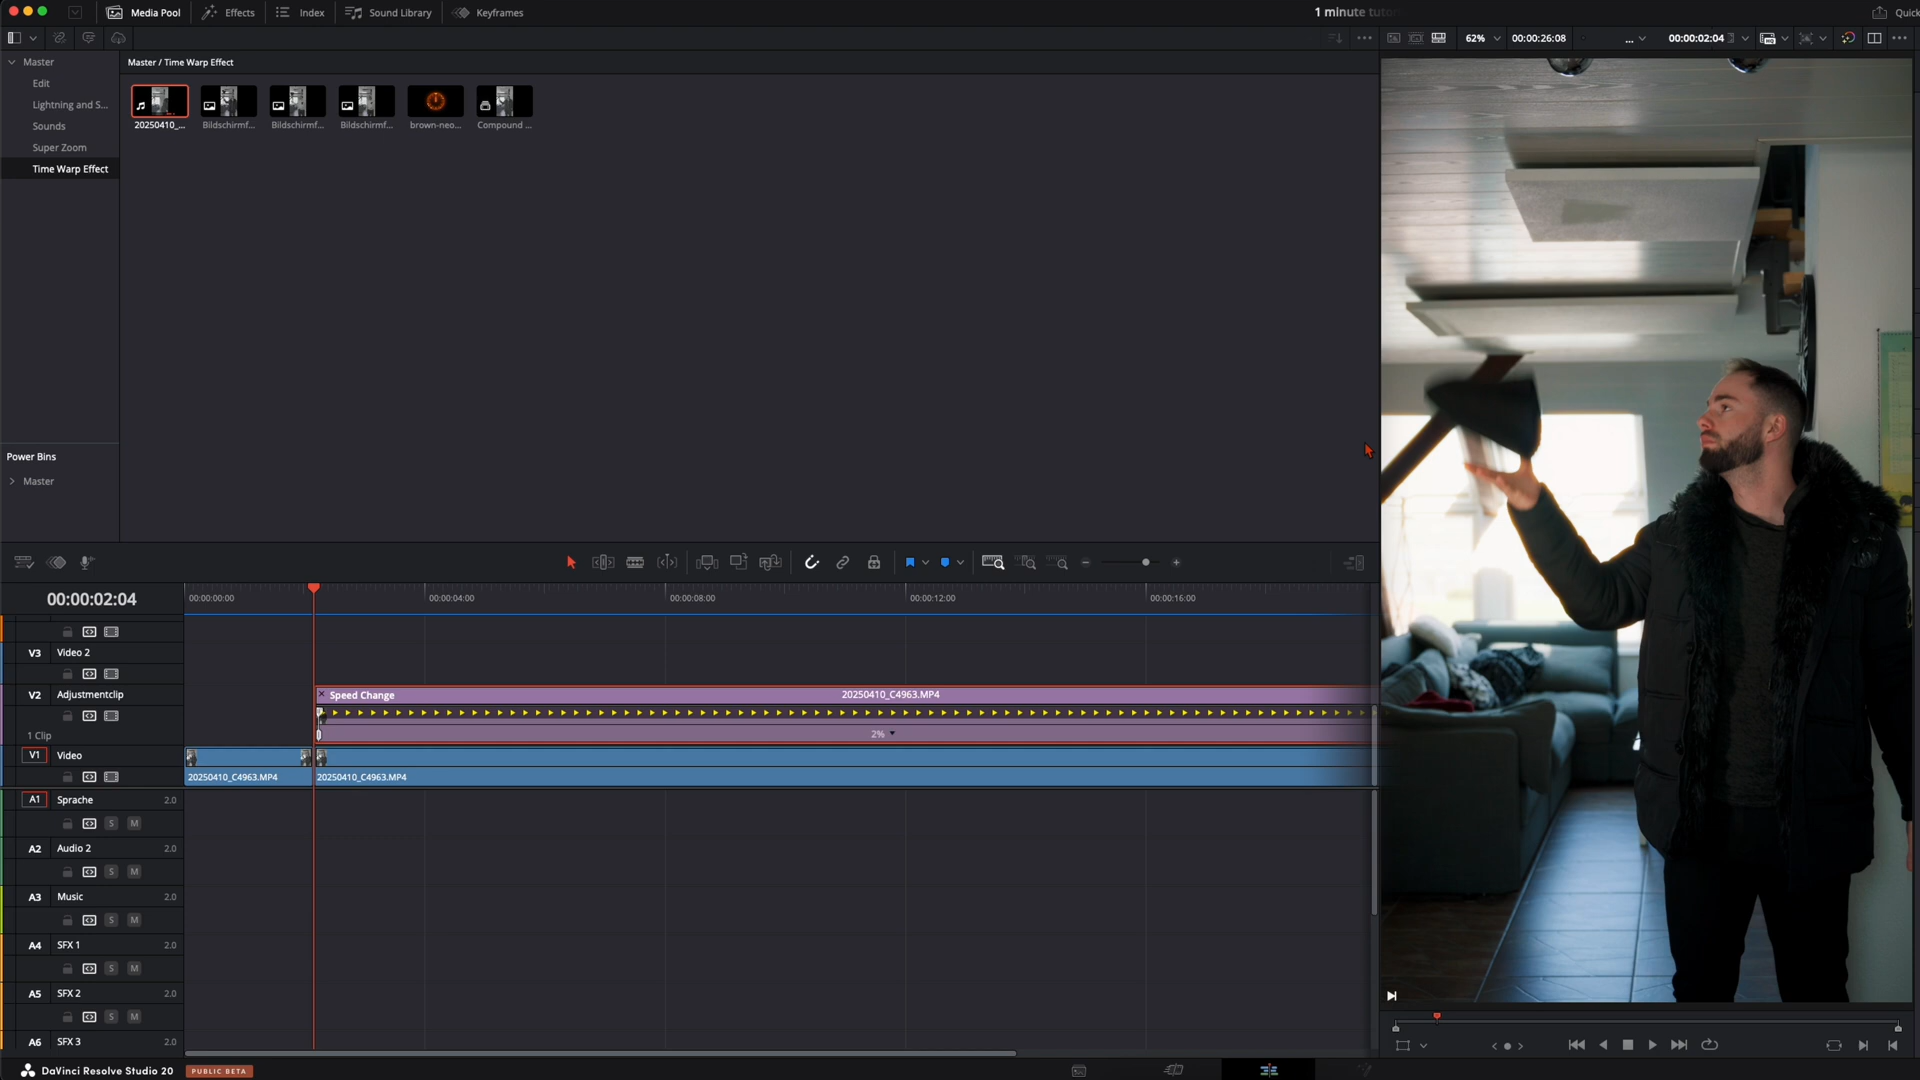 Media Pool
Effects
Index
Sound Library
Keyframes
1 minute tuto
Quick
62%
00:00:26:08
...
00:00:02:04
Master
Edit
Lightning and S...
Sounds
Super Zoom
Time Warp Effect
Master / Time Warp Effect
20250410_...
Bildschirmf...
Bildschirmf...
Bildschirmf...
brown-neo...
Compound ...
Power Bins
Master
00:00:02:04
00:00:00:00
00:00:04:00
00:00:08:00
00:00:12:00
00:00:16:00
V3 Video 2
V2 Adjustmentclip
1 Clip
V1 Video
Speed Change
20250410_C4963.MP4
2%
20250410_C4963.MP4
20250410_C4963.MP4
A1 Sprache 2.0
S M
A2 Audio 2 2.0
S M
A3 Music 2.0
S M
A4 SFX 1 2.0
S M
A5 SFX 2 2.0
S M
A6 SFX 3 2.0
DaVinci Resolve Studio 20
PUBLIC BETA